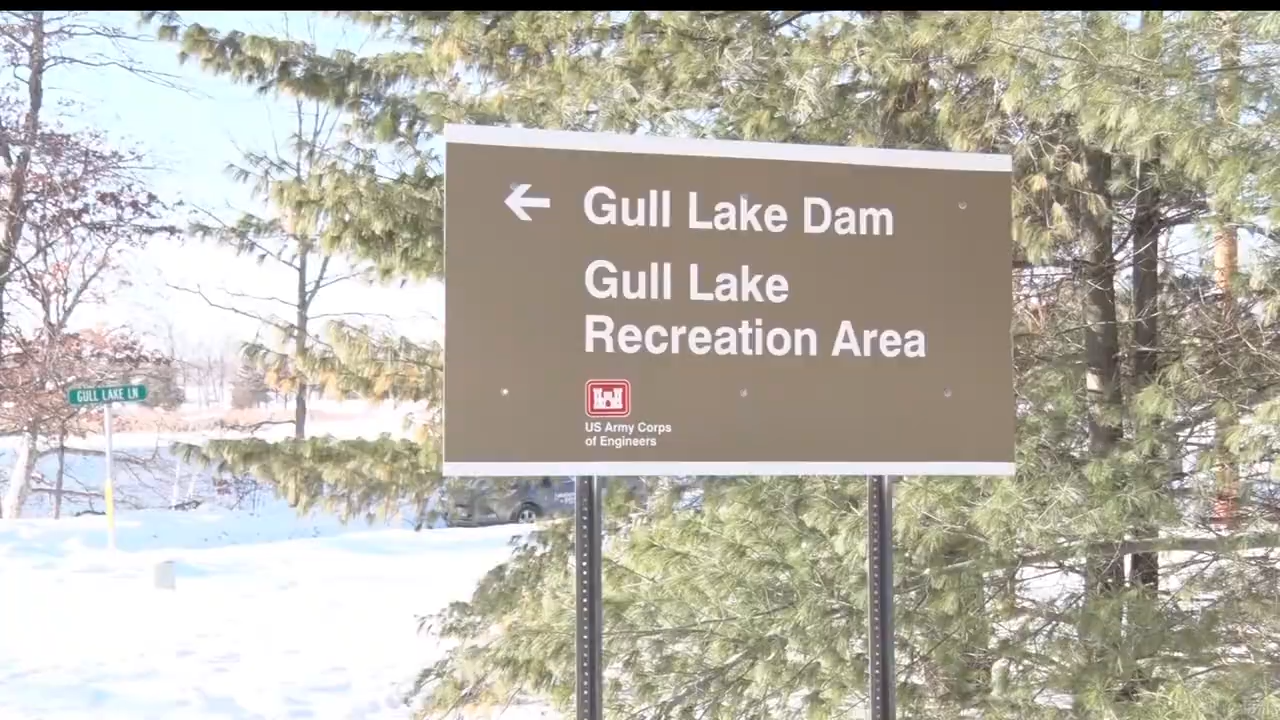 Gull Lake Dam
Gull Lake
Recreation Area
US Army Corps
of Engineers
GULL LAKE LN